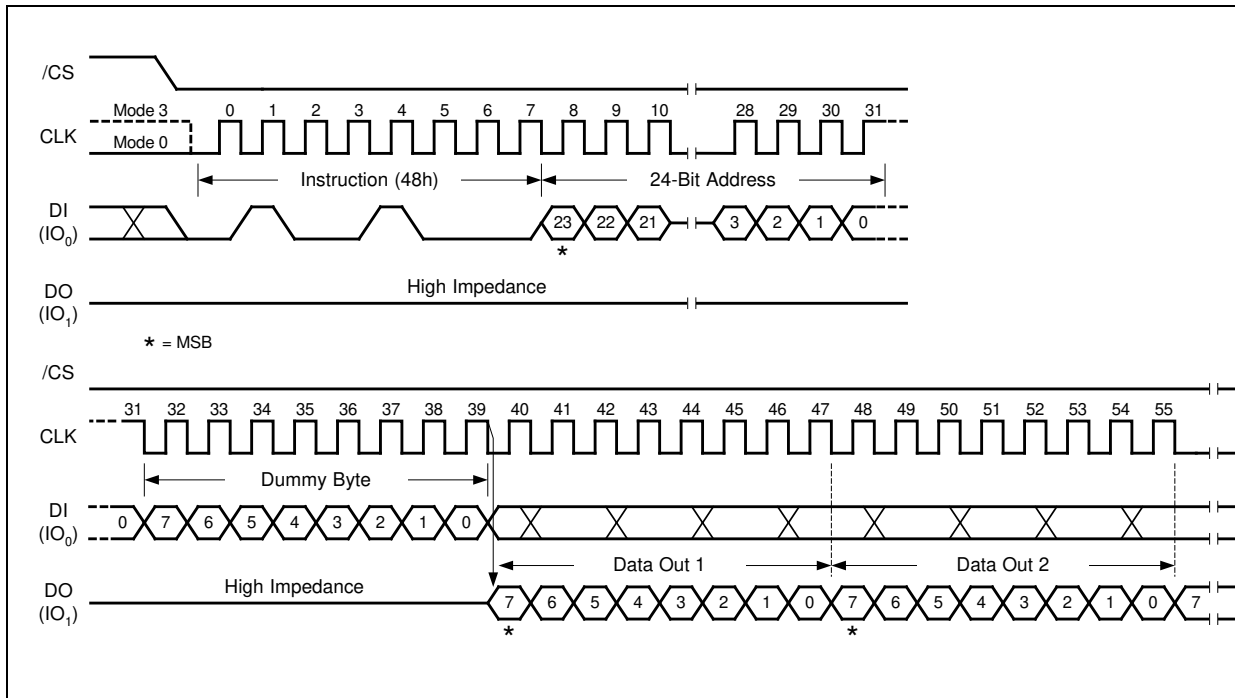 /CS
Mode 3 0 1 2 3 4 5 6 7 8 9 10 28 29 30 31
CLK
Mode 0
Instruction (48h) 24-Bit Address
DI
(IO0) 23 22 21 3 2 1 0
*
DO
(IO1) High Impedance
* = MSB
/CS
31 32 33 34 35 36 37 38 39 40 41 42 43 44 45 46 47 48 49 50 51 52 53 54 55
CLK
Dummy Byte
DI
(IO0) 0 7 6 5 4 3 2 1 0
Data Out 1 Data Out 2
DO
(IO1) High Impedance 7 6 5 4 3 2 1 0 7 6 5 4 3 2 1 0 7
* *